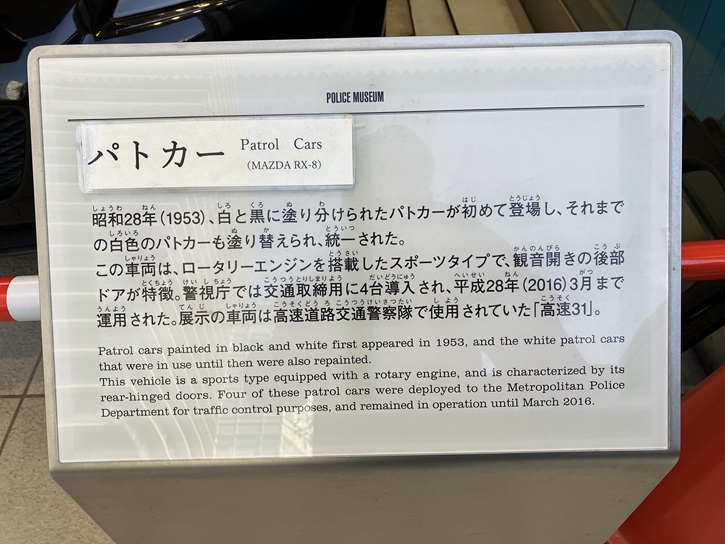 POLICE MUSEUM
パトカー Patrol Cars
(MAZDA RX-8)
昭和28年(1953)、白と黒に塗り分けられたパトカーが初めて登場し、それまで
の白色のパトカーも塗り替えられ、統一された。
この車両は、ロータリーエンジンを搭載したスポーツタイプで、観音開きの後部
ドアが特徴。警視庁では交通取締用に4台導入され、平成28年(2016)3月まで
運用された。展示の車両は高速道路交通警察隊で使用されていた「高速31」。
Patrol cars painted in black and white first appeared in 1953, and the white patrol cars
that were in use until then were also repainted.
This vehicle is a sports type equipped with a rotary engine, and is characterized by its
rear-hinged doors. Four of these patrol cars were deployed to the Metropolitan Police
Department for traffic control purposes, and remained in operation until March 2016.